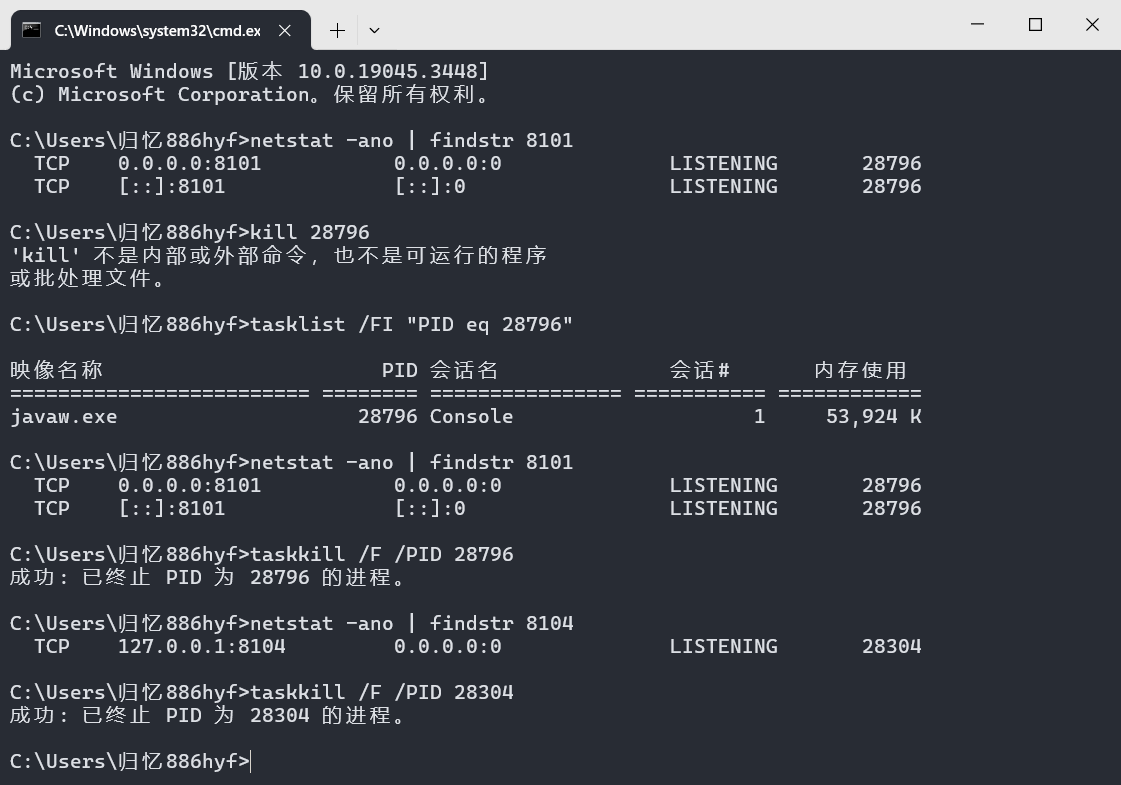 C:\Windows\system32\cmd.ex
Microsoft Windows [版本 10.0.19045.3448]
(c) Microsoft Corporation。保留所有权利。
C:\Users\归忆886hyf>netstat -ano | findstr 8101
TCP 0.0.0.0:8101 0.0.0.0:0 LISTENING 28796
TCP [::]:8101 [::]:0 LISTENING 28796
C:\Users\归忆886hyf>kill 28796
'kill' 不是内部或外部命令，也不是可运行的程序
或批处理文件。
C:\Users\归忆886hyf>tasklist /FI "PID eq 28796"
映像名称 PID 会话名 会话# 内存使用
========================= ======== ================ =========== ============
javaw.exe 28796 Console 1 53,924 K
C:\Users\归忆886hyf>netstat -ano | findstr 8101
TCP 0.0.0.0:8101 0.0.0.0:0 LISTENING 28796
TCP [::]:8101 [::]:0 LISTENING 28796
C:\Users\归忆886hyf>taskkill /F /PID 28796
成功: 已终止 PID 为 28796 的进程。
C:\Users\归忆886hyf>netstat -ano | findstr 8104
TCP 127.0.0.1:8104 0.0.0.0:0 LISTENING 28304
C:\Users\归忆886hyf>taskkill /F /PID 28304
成功: 已终止 PID 为 28304 的进程。
C:\Users\归忆886hyf>